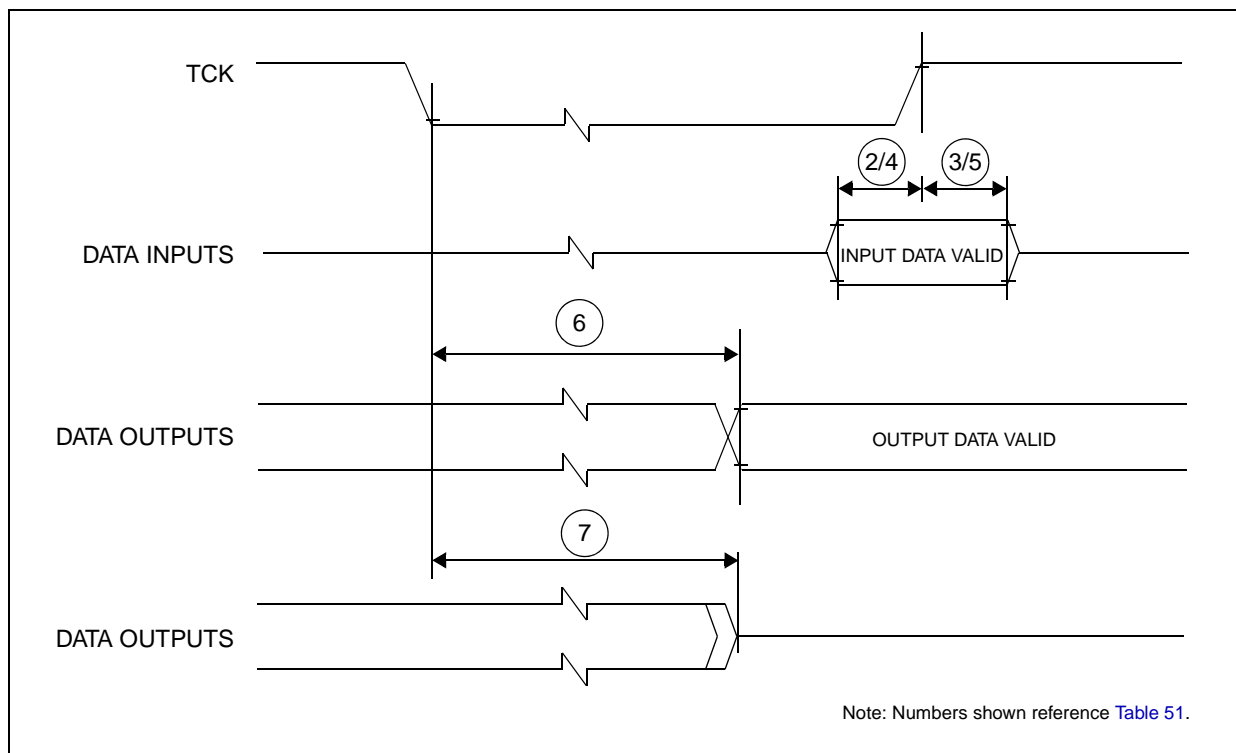 TCK
2/4
3/5
DATA INPUTS
INPUT DATA VALID
6
DATA OUTPUTS
OUTPUT DATA VALID
7
DATA OUTPUTS
Note: Numbers shown reference Table 51.